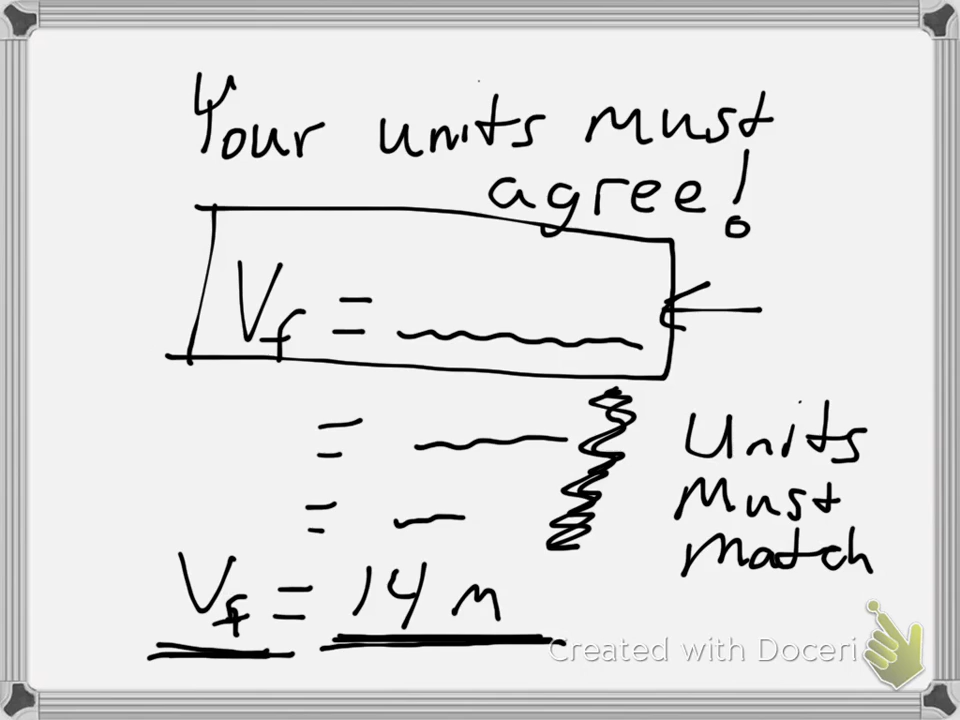 Your units must
agree!
Vf =
=
=
Units
Must
Match
Vf = 14 m
Created with Doceri